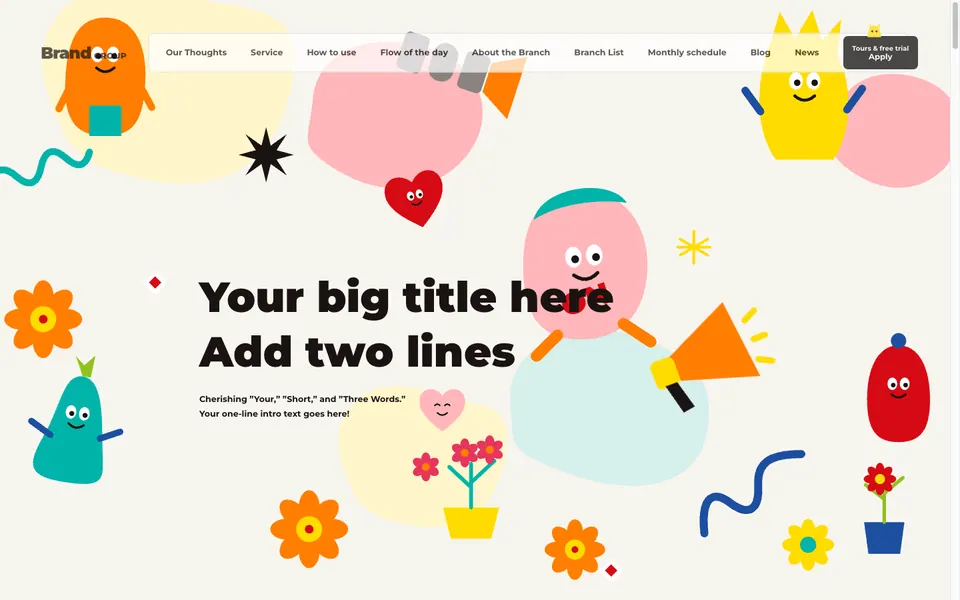 Brand GROUP
Our Thoughts
Service
How to use
Flow of the day
About the Branch
Branch List
Monthly schedule
Blog
News
Tours & free trial
Apply
Your big title here
Add two lines
Cherishing ”Your,” ”Short,” and ”Three Words.”
Your one-line intro text goes here!